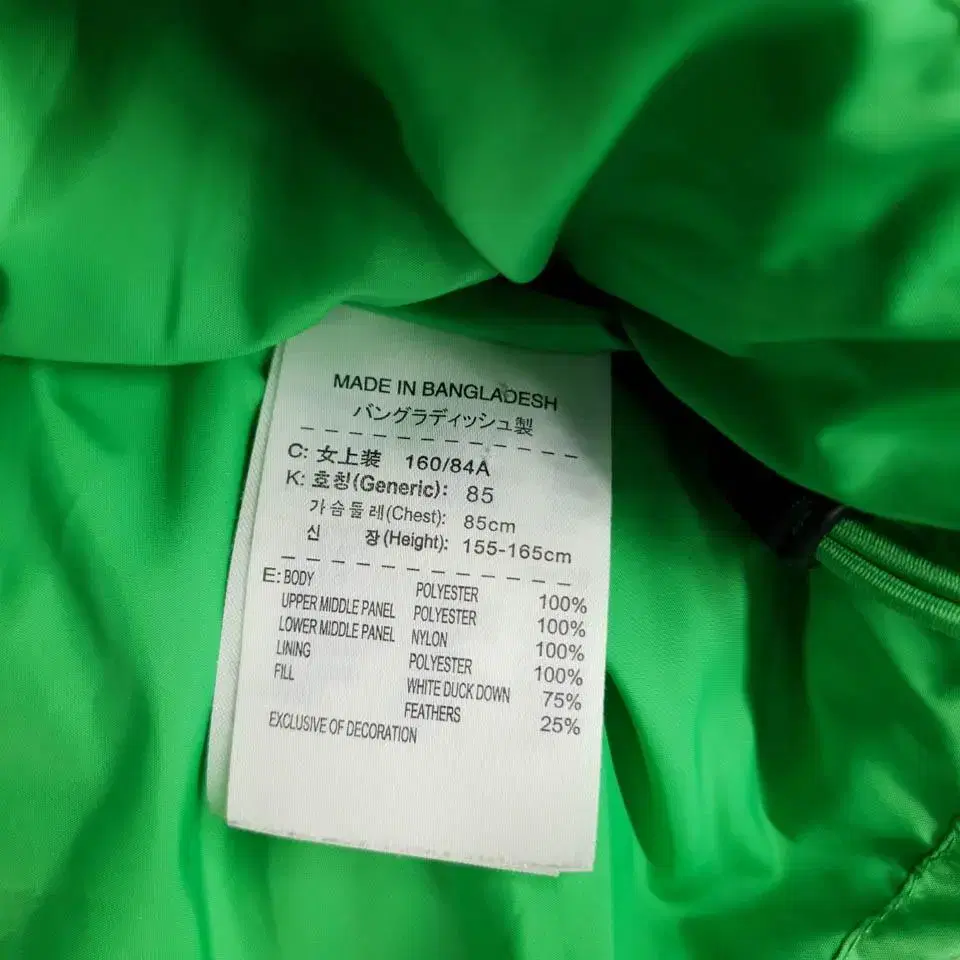 MADE IN BANGLADESH
バングラディッシュ製
C: 女上装 160/84A
K: 호칭(Generic): 85
가슴둘레(Chest): 85cm
신 장(Height): 155-165cm
E: BODY POLYESTER 100%
UPPER MIDDLE PANEL POLYESTER 100%
LOWER MIDDLE PANEL NYLON 100%
LINING POLYESTER 100%
FILL WHITE DUCK DOWN 75%
FEATHERS 25%
EXCLUSIVE OF DECORATION